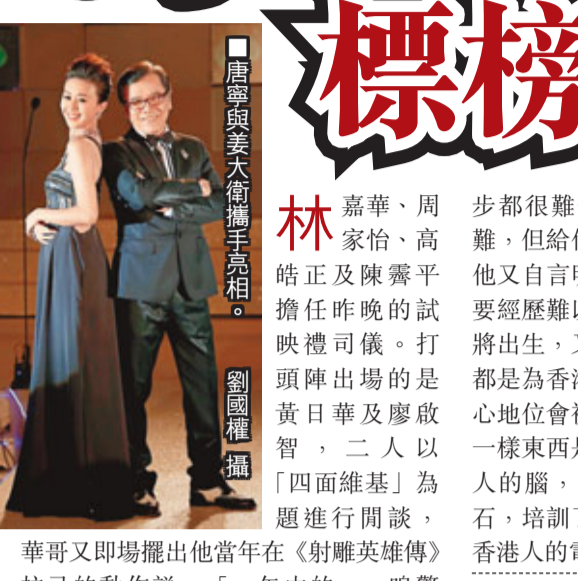 標榜
■唐寧與姜大衛攜手亮相。
劉國權 攝
林嘉華、周
家怡、高
皓正及陳霽平
擔任昨晚的試
映禮司儀。打
頭陣出場的是
黃日華及廖啟
智，二人以
「四面維基」為
題進行閒談，
華哥又即場擺出他當年在《射雕英雄傳》
步都很難
難，但給
他又自言
要經歷難
將出生，
都是為香
心地位會
一樣東西
人的腦，
石，培訓
香港人的電